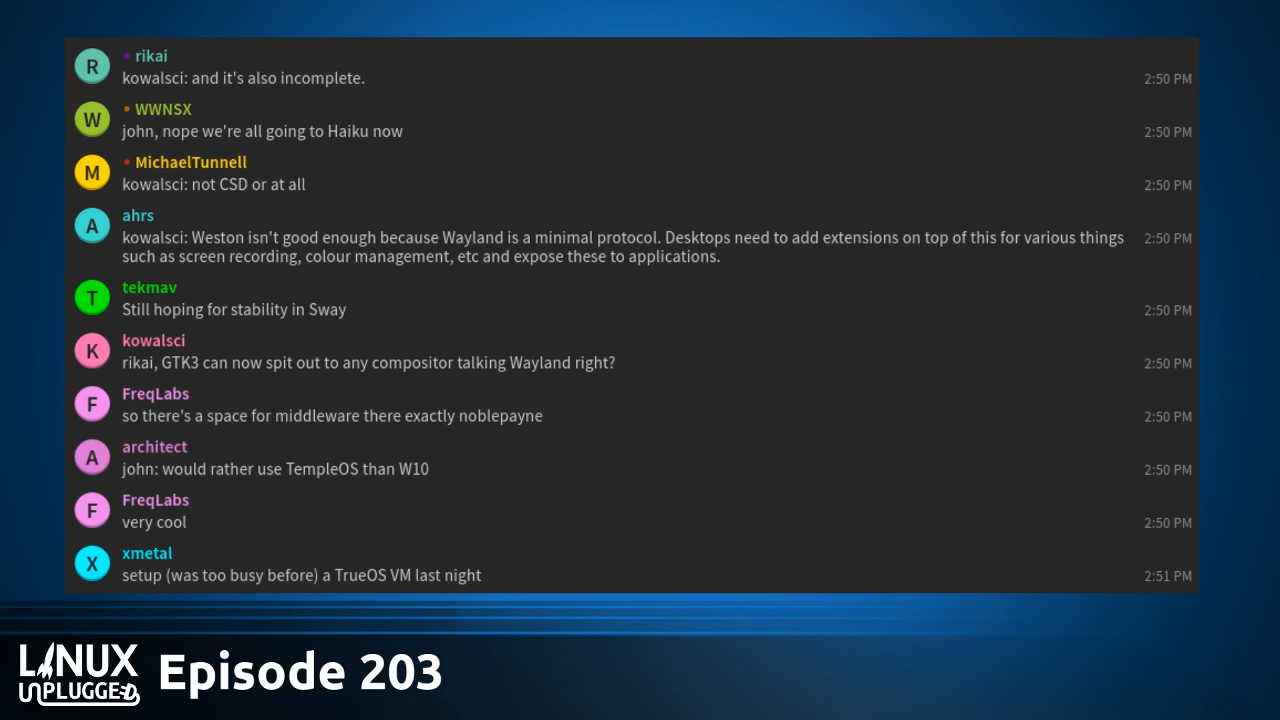 R
• rikai
kowalsci: and it's also incomplete.
2:50 PM
W
• WWNSX
john, nope we're all going to Haiku now
2:50 PM
M
• MichaelTunnell
kowalsci: not CSD or at all
2:50 PM
A
ahrs
kowalsci: Weston isn't good enough because Wayland is a minimal protocol. Desktops need to add extensions on top of this for various things
2:50 PM
such as screen recording, colour management, etc and expose these to applications.
T
tekmav
Still hoping for stability in Sway
2:50 PM
K
kowalsci
rikai, GTK3 can now spit out to any compositor talking Wayland right?
2:50 PM
F
FreqLabs
so there's a space for middleware there exactly noblepayne
2:50 PM
A
architect
john: would rather use TempleOS than W10
2:50 PM
F
FreqLabs
very cool
2:50 PM
X
xmetal
setup (was too busy before) a TrueOS VM last night
2:51 PM
LINUX
UNPLUGGED
Episode 203